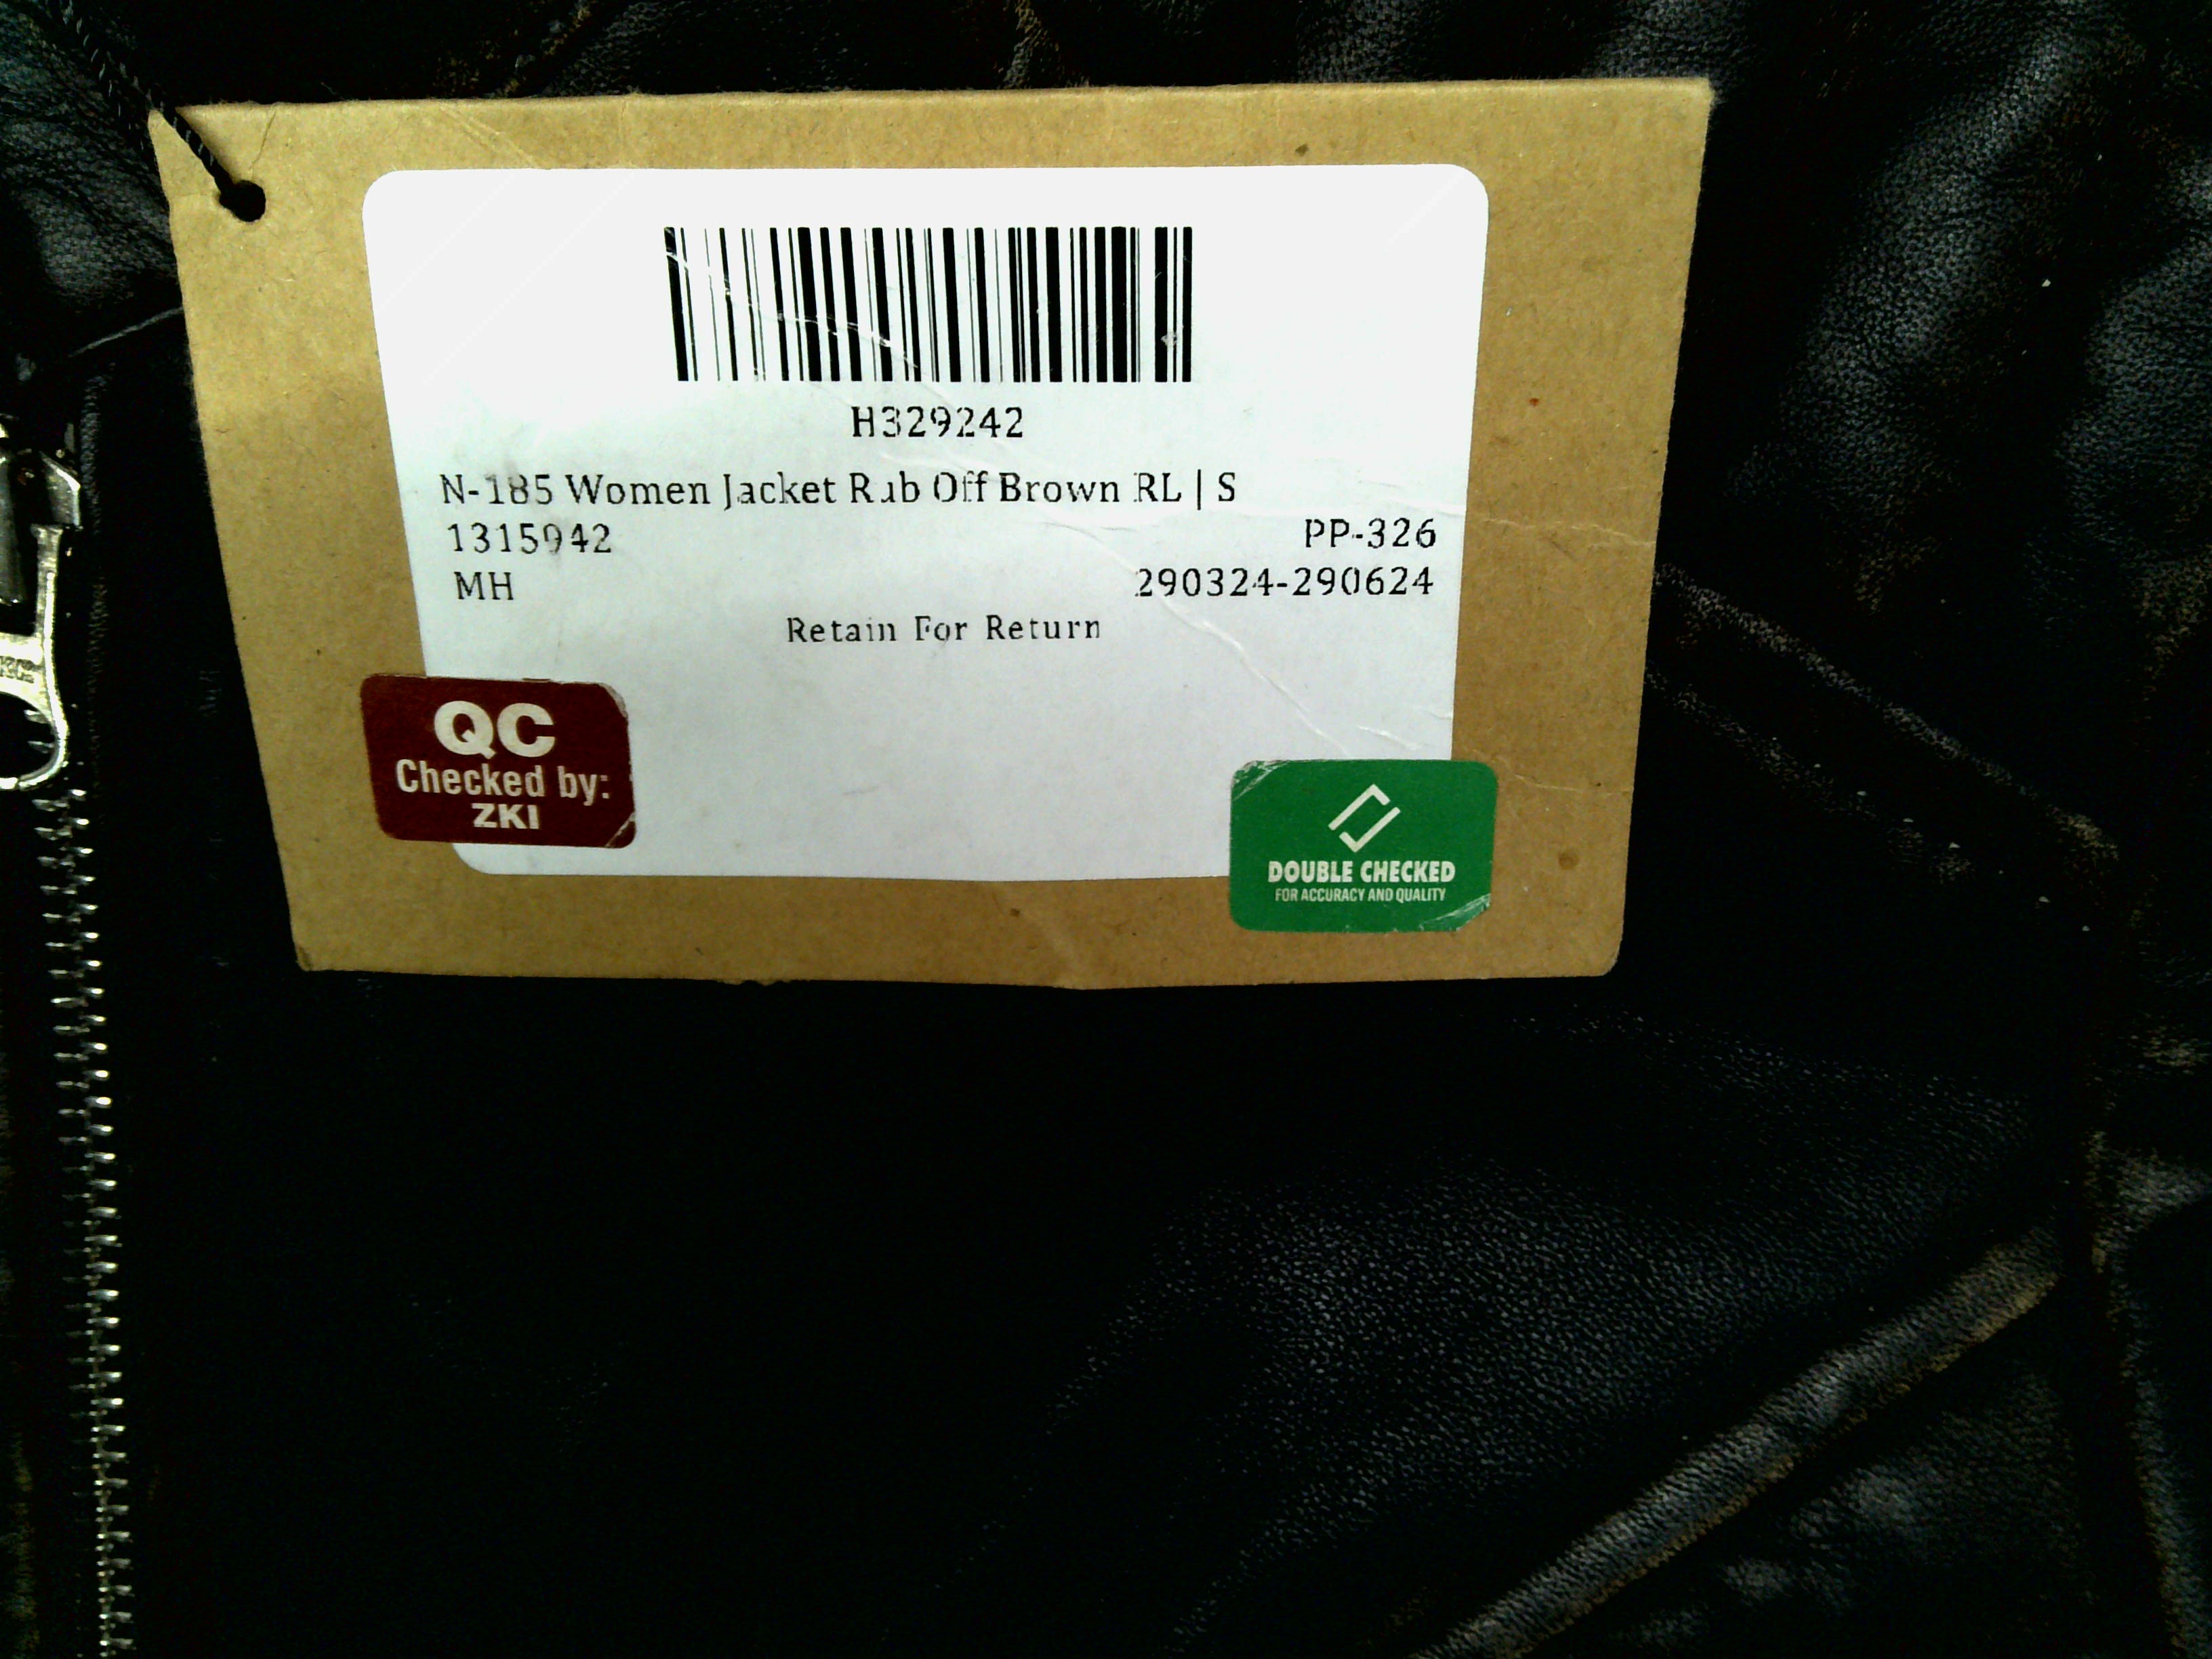 H329242
N-185 Women Jacket Rub Off Brown RL | S
1315942 PP-326
MH 290324-290624
Retain For Return
QC
Checked by:
ZKI
DOUBLE CHECKED
FOR ACCURACY AND QUALITY